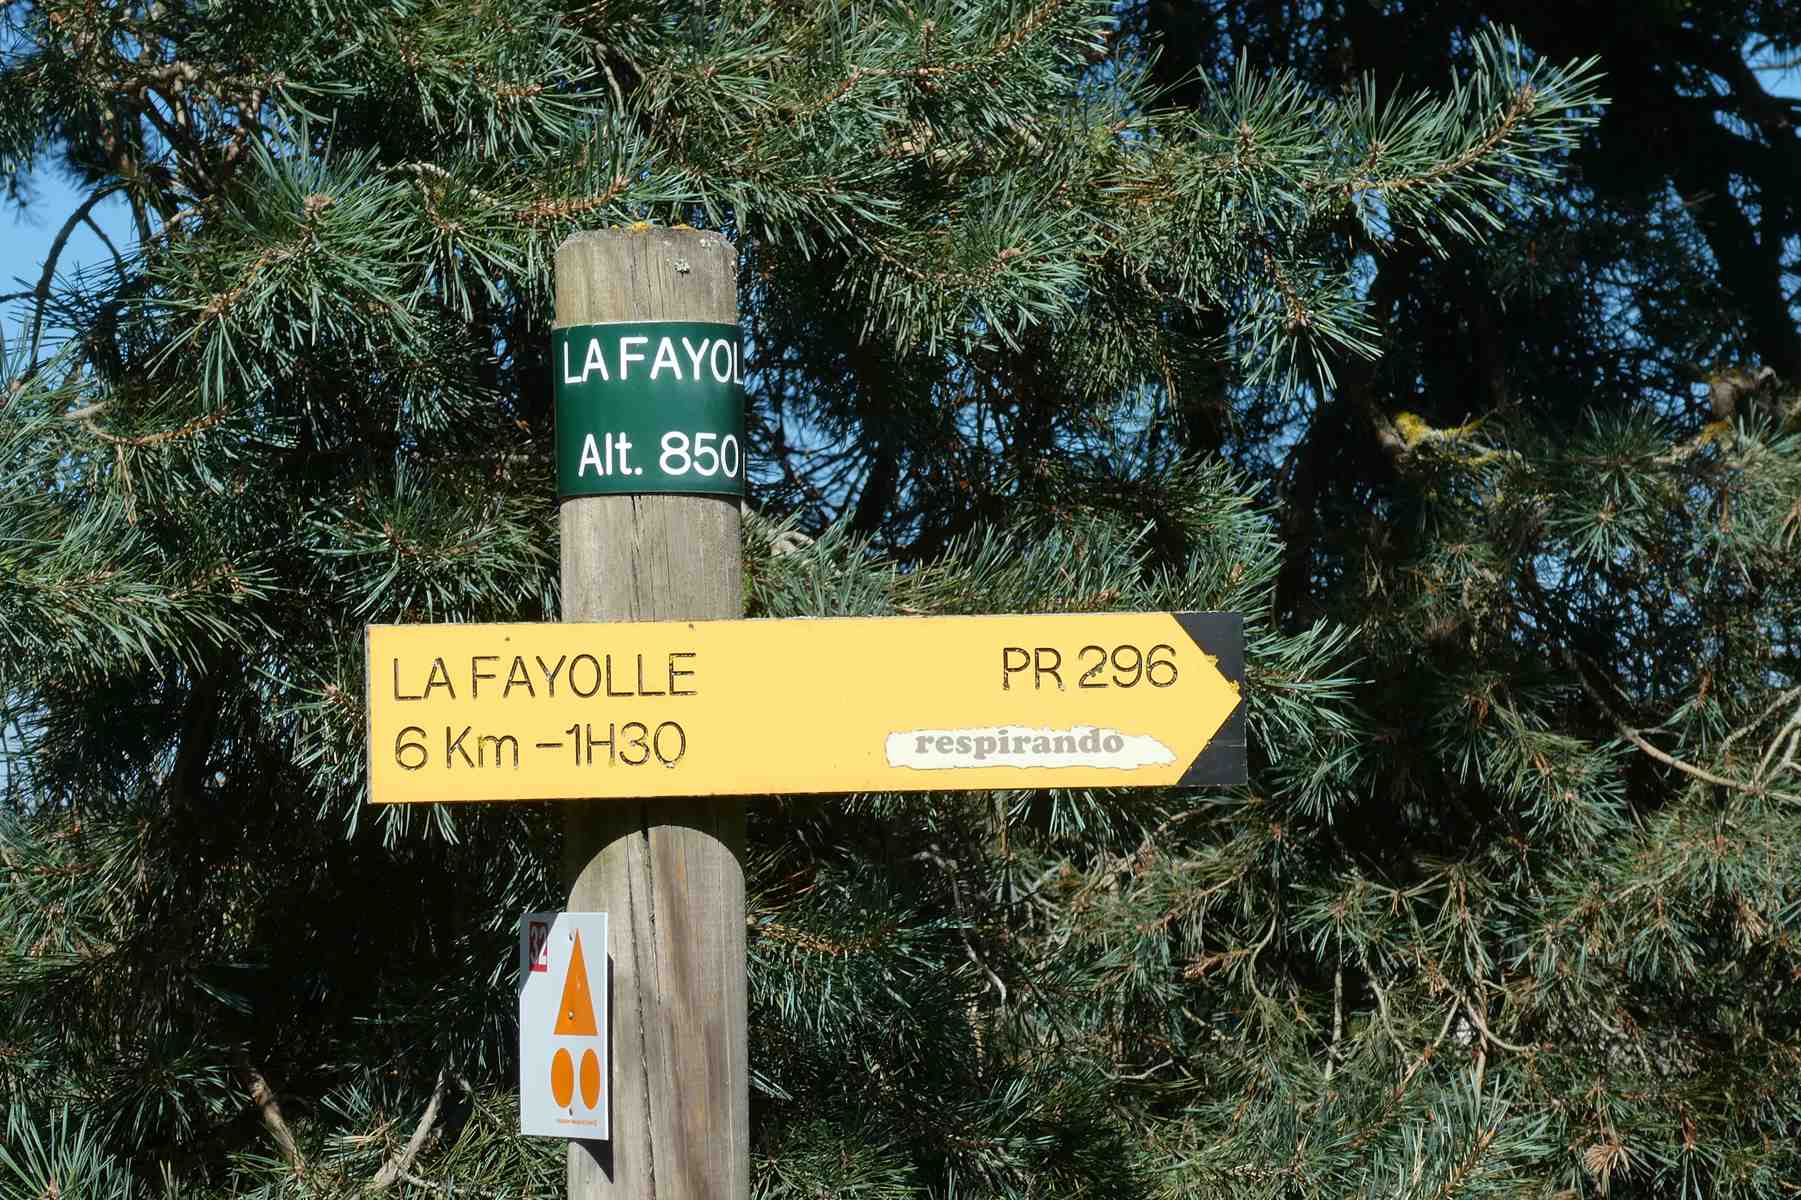 LA FAYOL
Alt. 850
LA FAYOLLE
PR 296
6 Km - 1H30
respirando
32